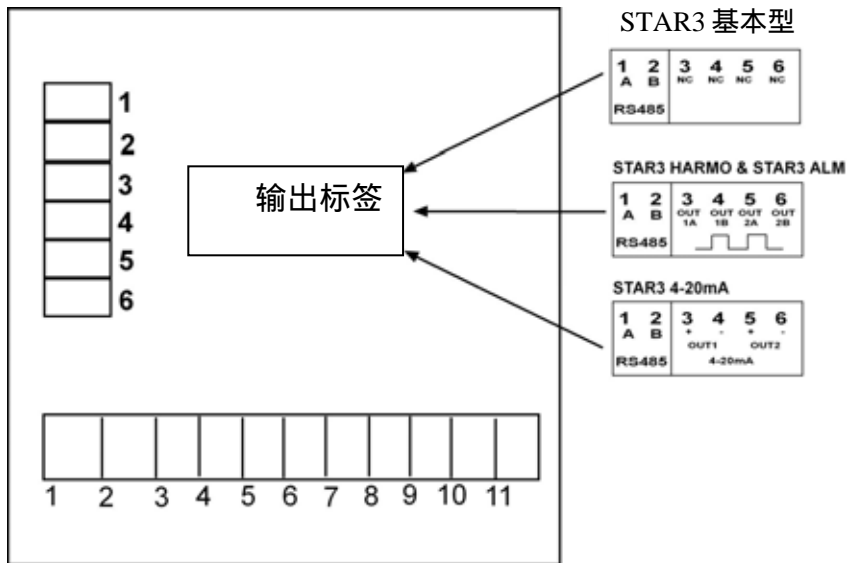 STAR3 基本型
1 2 3 4 5 6
A B NC NC NC NC
RS485
STAR3 HARMO & STAR3 ALM
1 2 3 4 5 6
A B OUT 1A OUT 1B OUT 2A OUT 2B
RS485
STAR3 4-20mA
1 2 3 4 5 6
A B + - + -
OUT1 OUT2
RS485 4-20mA
输出标签
1
2
3
4
5
6
1 2 3 4 5 6 7 8 9 10 11